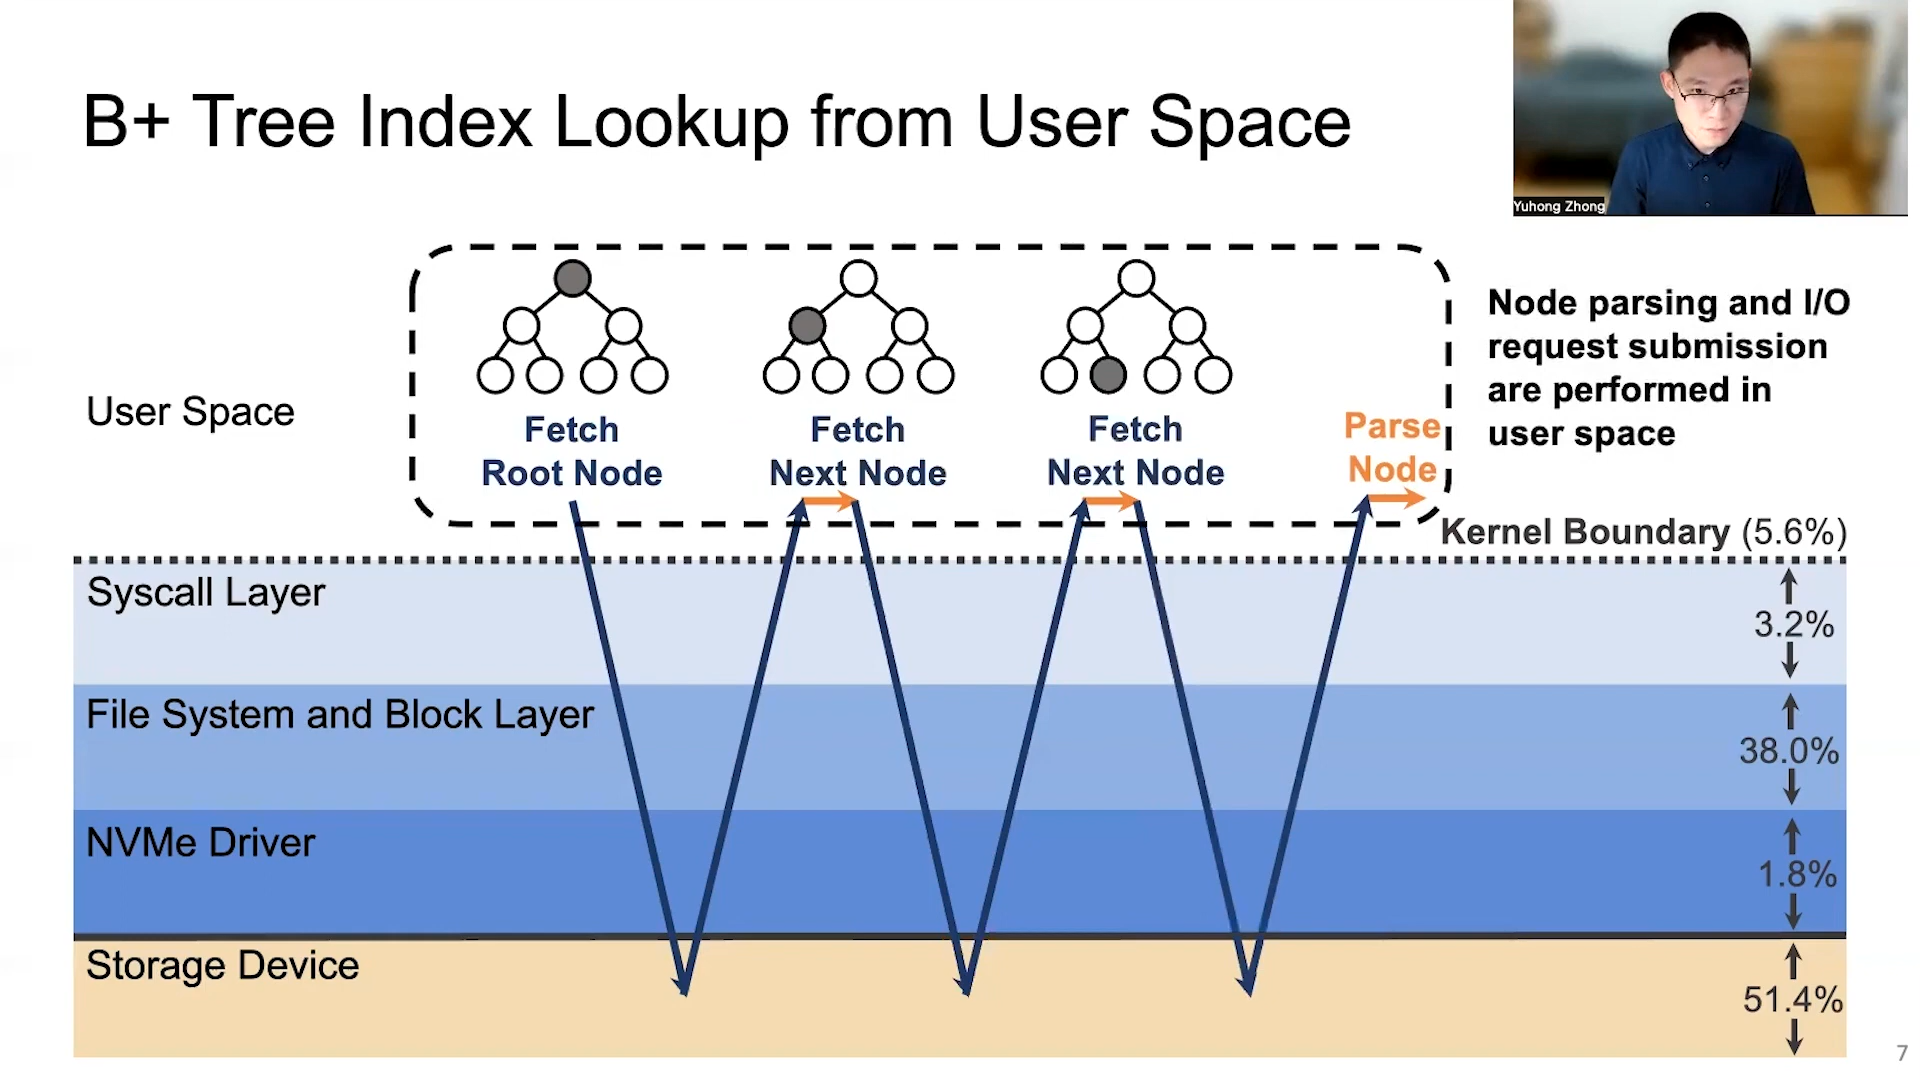 B+ Tree Index Lookup from User Space
Yuhong Zhong
Node parsing and I/O
request submission
are performed in
user space
User Space
Fetch
Root Node
Fetch
Next Node
Fetch
Next Node
Parse
Node
Kernel Boundary (5.6%)
Syscall Layer
3.2%
File System and Block Layer
38.0%
NVMe Driver
1.8%
Storage Device
51.4%
7